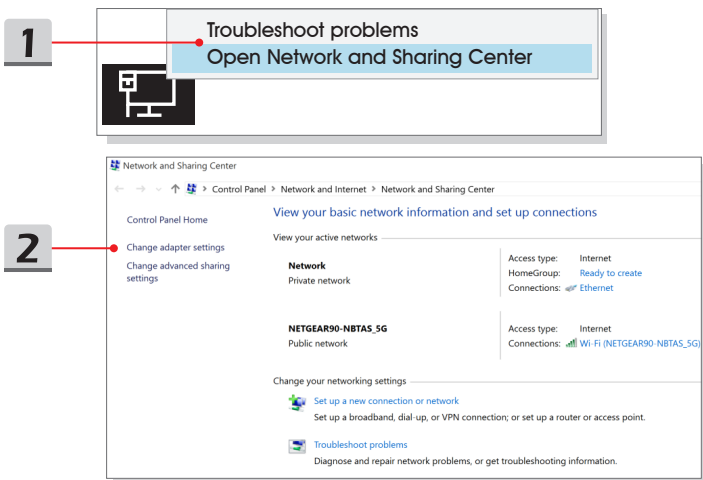 1
Troubleshoot problems
Open Network and Sharing Center
Network and Sharing Center
Control Panel > Network and Internet > Network and Sharing Center
2
Control Panel Home
Change adapter settings
Change advanced sharing
settings
View your basic network information and set up connections
View your active networks
Network
Private network
Access type: Internet
HomeGroup: Ready to create
Connections: Ethernet
NETGEAR90-NBTAS_5G
Public network
Access type: Internet
Connections: Wi-Fi (NETGEAR90-NBTAS_5G)
Change your networking settings
Set up a new connection or network
Set up a broadband, dial-up, or VPN connection; or set up a router or access point.
Troubleshoot problems
Diagnose and repair network problems, or get troubleshooting information.